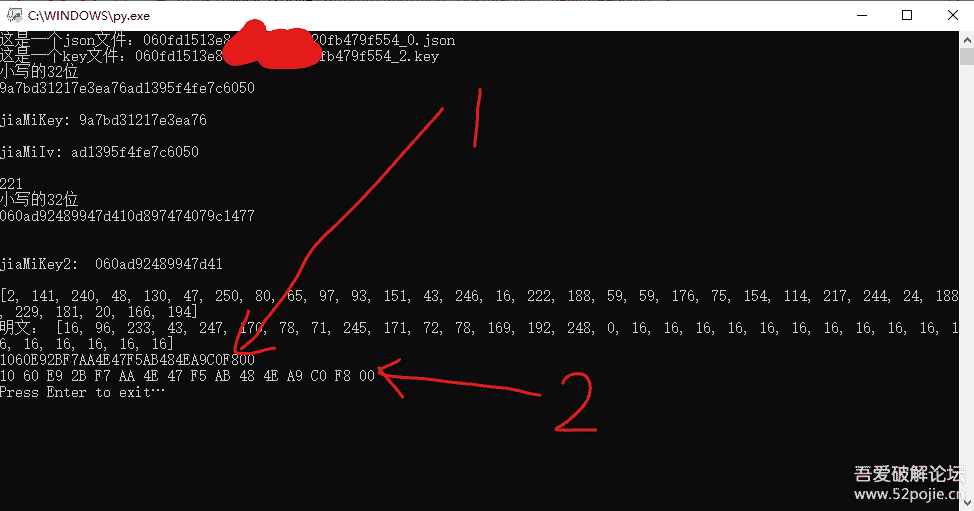 C:\WINDOWS\py.exe
这是一个json文件: 060fd1513e8 20fb479f554_0.json
这是一个key文件: 060fd1513e8 fb479f554_2.key
小写的32位
9a7bd31217e3ea76ad1395f4fe7c6050
jiaMiKey: 9a7bd31217e3ea76
jiaMiIv: ad1395f4fe7c6050
221
小写的32位
060ad92489947d410d897474079c1477
jiaMiKey2:  060ad92489947d41
[2, 141, 240, 48, 130, 47, 250, 80, 65, 97, 93, 151, 43, 246, 16, 222, 188, 59, 59, 176, 75, 154, 114, 217, 244, 24, 188
, 229, 181, 20, 166, 194]
明文: [16, 96, 233, 43, 247, 170, 78, 71, 245, 171, 72, 78, 169, 192, 248, 0, 16, 16, 16, 16, 16, 16, 16, 16, 16, 1
6, 16, 16, 16, 16, 16]
1060E92BF7AA4E47F5AB484EA9C0F800
10 60 E9 2B F7 AA 4E 47 F5 AB 48 4E A9 C0 F8 00
Press Enter to exit…
1
2
吾爱破解论坛
www.52pojie.cn